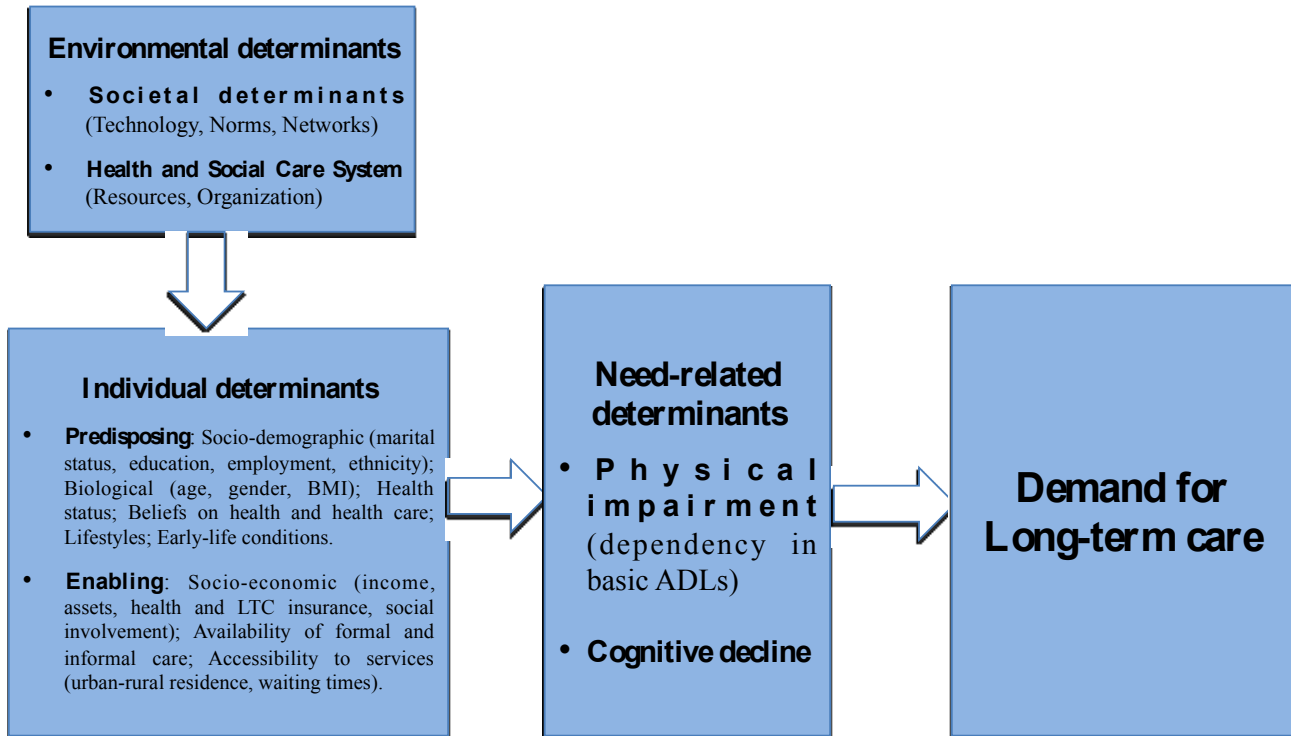 Environmental determinants
• Societal determinants
(Technology, Norms, Networks)
• Health and Social Care System
(Resources, Organization)
Individual determinants
• Predisposing: Socio-demographic (marital
status, education, employment, ethnicity);
Biological (age, gender, BMI); Health
status; Beliefs on health and health care;
Lifestyles; Early-life conditions.
• Enabling: Socio-economic (income,
assets, health and LTC insurance, social
involvement); Availability of formal and
informal care; Accessibility to services
(urban-rural residence, waiting times).
Need-related
determinants
• Physical
impairment
(dependency in
basic ADLs)
• Cognitive decline
Demand for
Long-term care